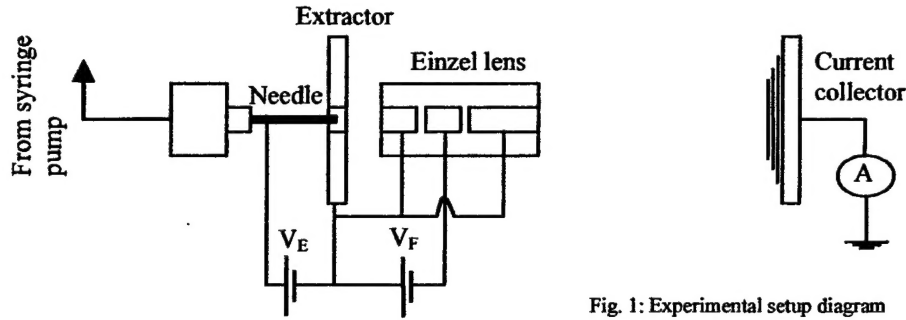 Extractor
Einzel lens
Needle
From syringe
pump
Current
collector
A
V_E
V_F
Fig. 1: Experimental setup diagram